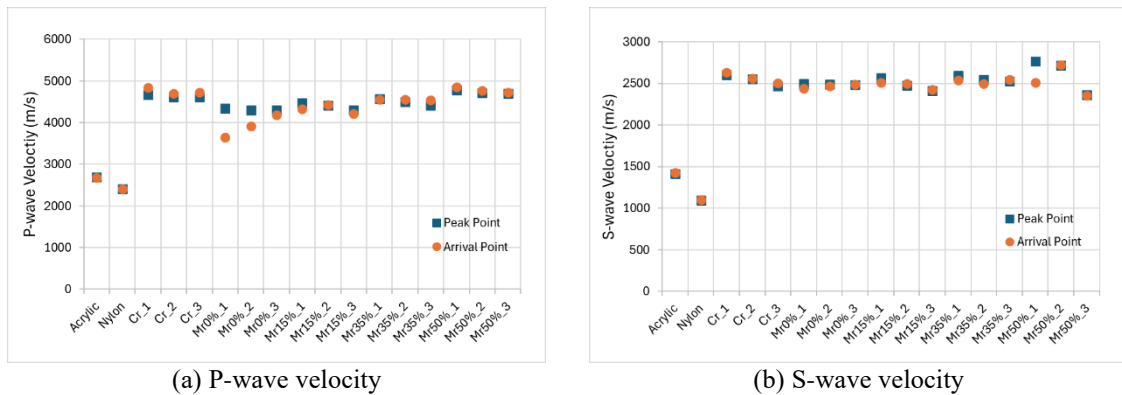 6000
5000
4000
3000
2000
1000
0
P-wave Veloctiy (m/s)
Peak Point
Arrival Point
Acrylic
Nylon
Cr_1
Cr_2
Cr_3
Mr0%_1
Mr0%_2
Mr0%_3
Mr15%_1
Mr15%_2
Mr15%_3
Mr35%_1
Mr35%_2
Mr35%_3
Mr50%_1
Mr50%_2
Mr50%_3
(a) P-wave velocity
3000
2500
2000
1500
1000
500
0
S-wave Veloctiy (m/s)
Peak Point
Arrival Point
Acrylic
Nylon
Cr_1
Cr_2
Cr_3
Mr0%_1
Mr0%_2
Mr0%_3
Mr15%_1
Mr15%_2
Mr15%_3
Mr35%_1
Mr35%_2
Mr35%_3
Mr50%_1
Mr50%_2
Mr50%_3
(b) S-wave velocity